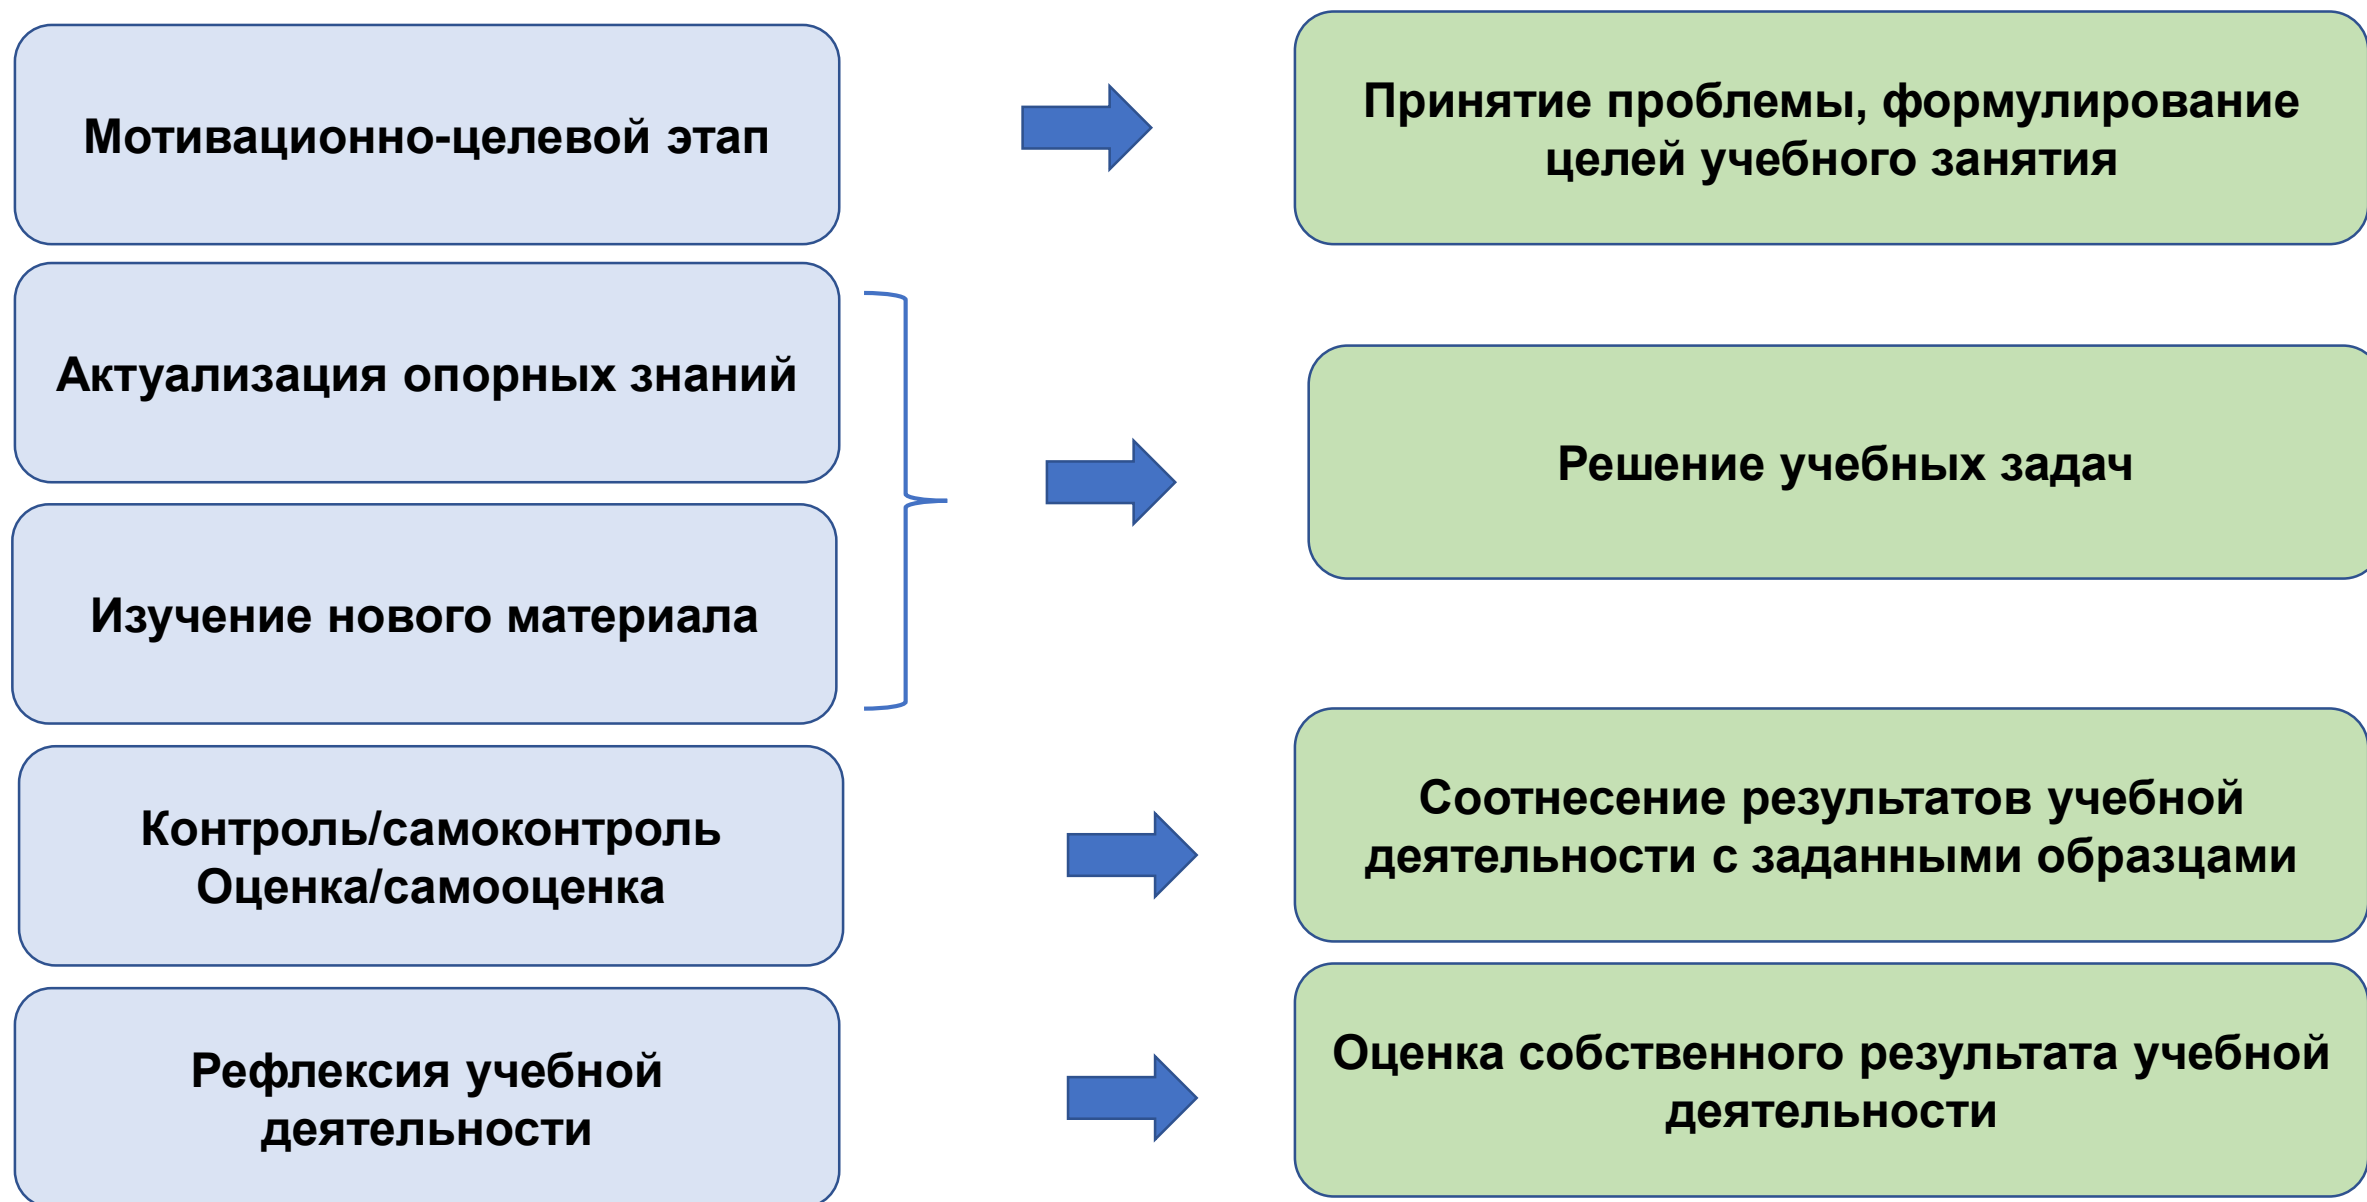 Мотивационно-целевой этап
Принятие проблемы, формулирование
целей учебного занятия
Актуализация опорных знаний
Решение учебных задач
Изучение нового материала
Контроль/самоконтроль
Оценка/самооценка
Соотнесение результатов учебной
деятельности с заданными образцами
Рефлексия учебной
деятельности
Оценка собственного результата учебной
деятельности